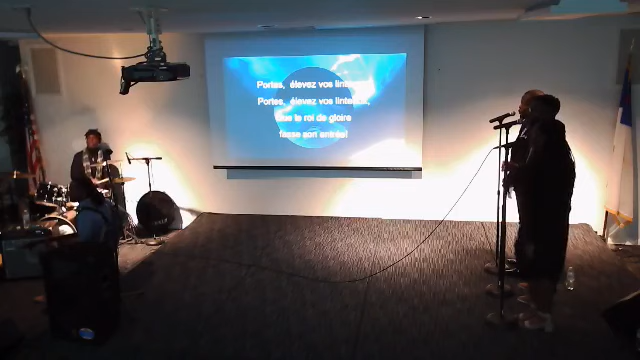 Portes, élevez vos linteaux,
Portes, élevez vos linteaux,
Que le roi de gloire
fasse son entrée!